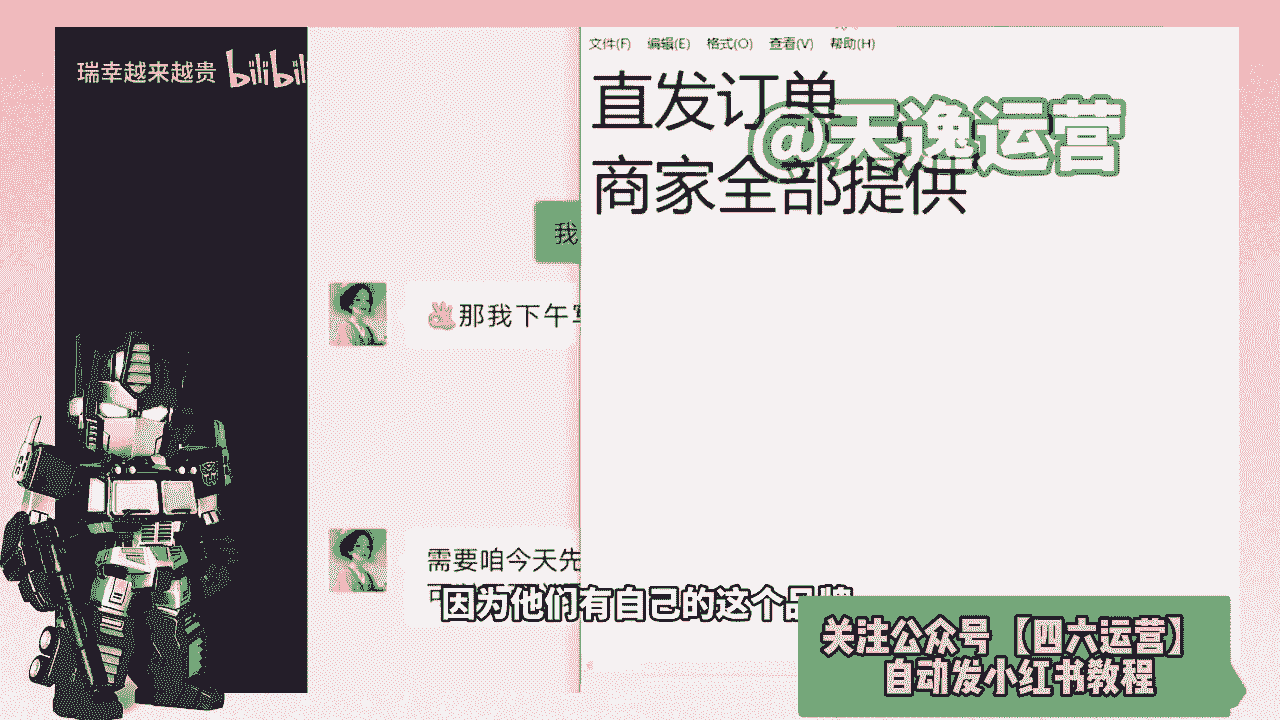 瑞幸越来越贵 bilibil
文件(F) 编辑(E) 格式(O) 查看(V) 帮助(H)
直发订单
@天逸运营
商家全部提供
我
那我下午
需要咱今天先
因为他们有自己的这个品牌
关注公众号【四六运营】
自动发小红书教程